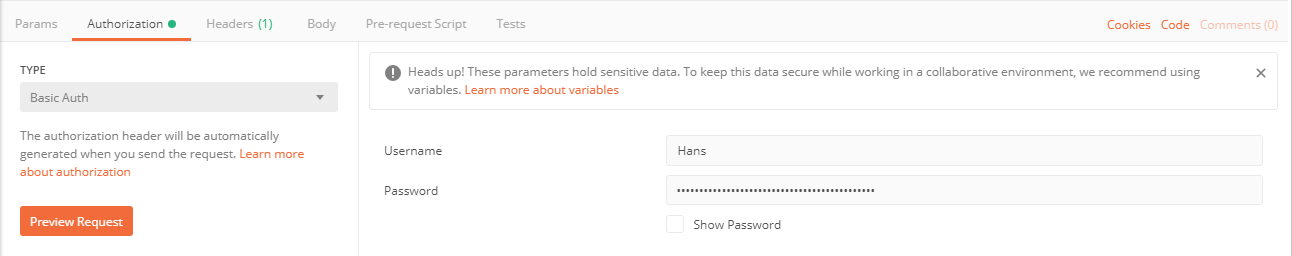 Params Authorization Headers (1) Body Pre-request Script Tests Cookies Code Comments (0)
TYPE
Basic Auth
The authorization header will be automatically
generated when you send the request. Learn more
about authorization
Preview Request
Heads up! These parameters hold sensitive data. To keep this data secure while working in a collaborative environment, we recommend using
variables. Learn more about variables
Username Hans
Password ••••••••••••••••••••••••••••••••••••••••••••
Show Password